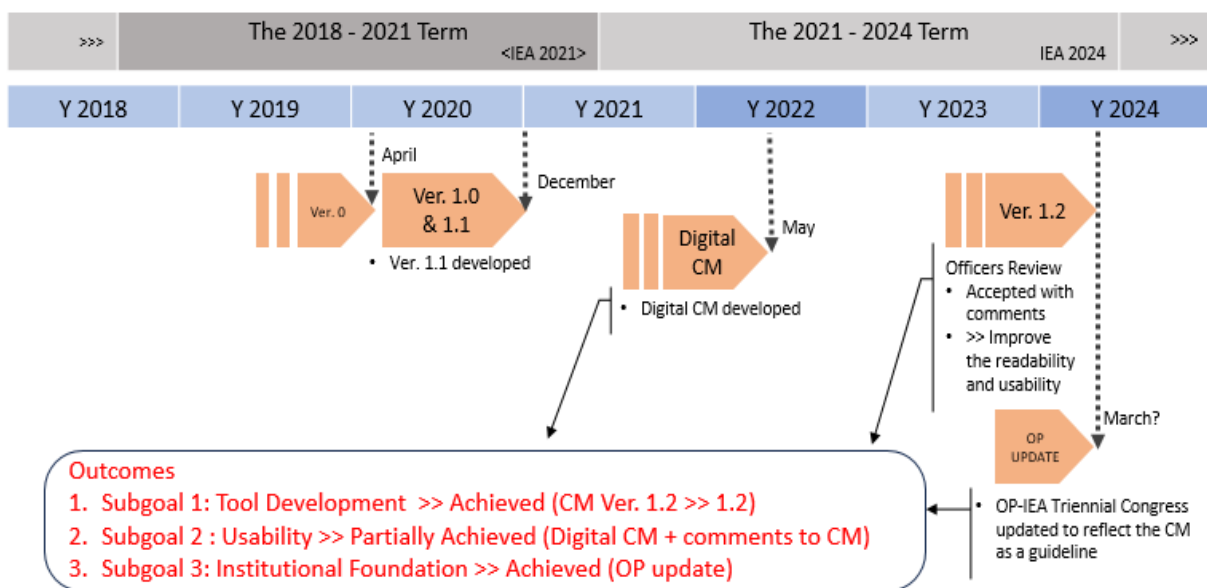 >>>
The 2018 - 2021 Term
<IEA 2021>
The 2021 - 2024 Term
IEA 2024
>>>
Y 2018
Y 2019
Y 2020
Y 2021
Y 2022
Y 2023
Y 2024
April
Ver. 0
Ver. 1.0
& 1.1
December
• Ver. 1.1 developed
Digital
CM
May
• Digital CM developed
Ver. 1.2
Officers Review
• Accepted with
comments
• >> Improve
the readability
and usability
March?
OP
UPDATE
• OP-IEA Triennial Congress
updated to reflect the CM
as a guideline
Outcomes
1. Subgoal 1: Tool Development >> Achieved (CM Ver. 1.2 >> 1.2)
2. Subgoal 2 : Usability >> Partially Achieved (Digital CM + comments to CM)
3. Subgoal 3: Institutional Foundation >> Achieved (OP update)